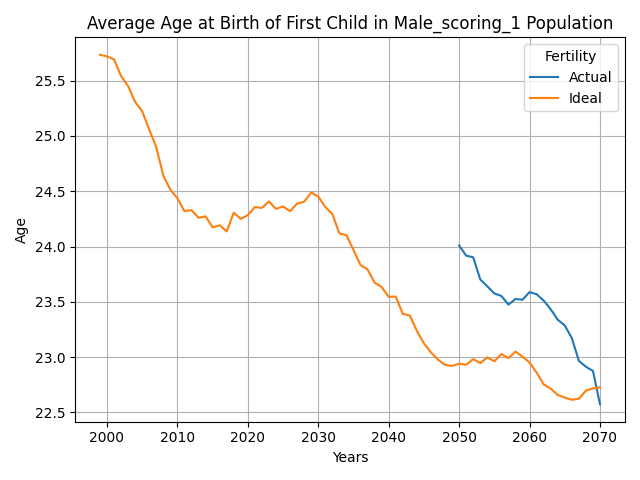 Average Age at Birth of First Child in Male_scoring_1 Population
Fertility
Actual
Ideal
Age
25.5
25.0
24.5
24.0
23.5
23.0
22.5
2000 2010 2020 2030 2040 2050 2060 2070
Years